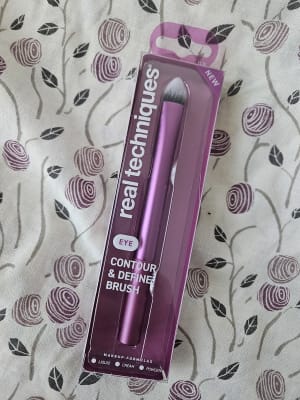 NEW
real techniques®
EYE
CONTOUR
& DEFINE
BRUSH
MAKEUP FORMULAS
LIQUID CREAM POWDER